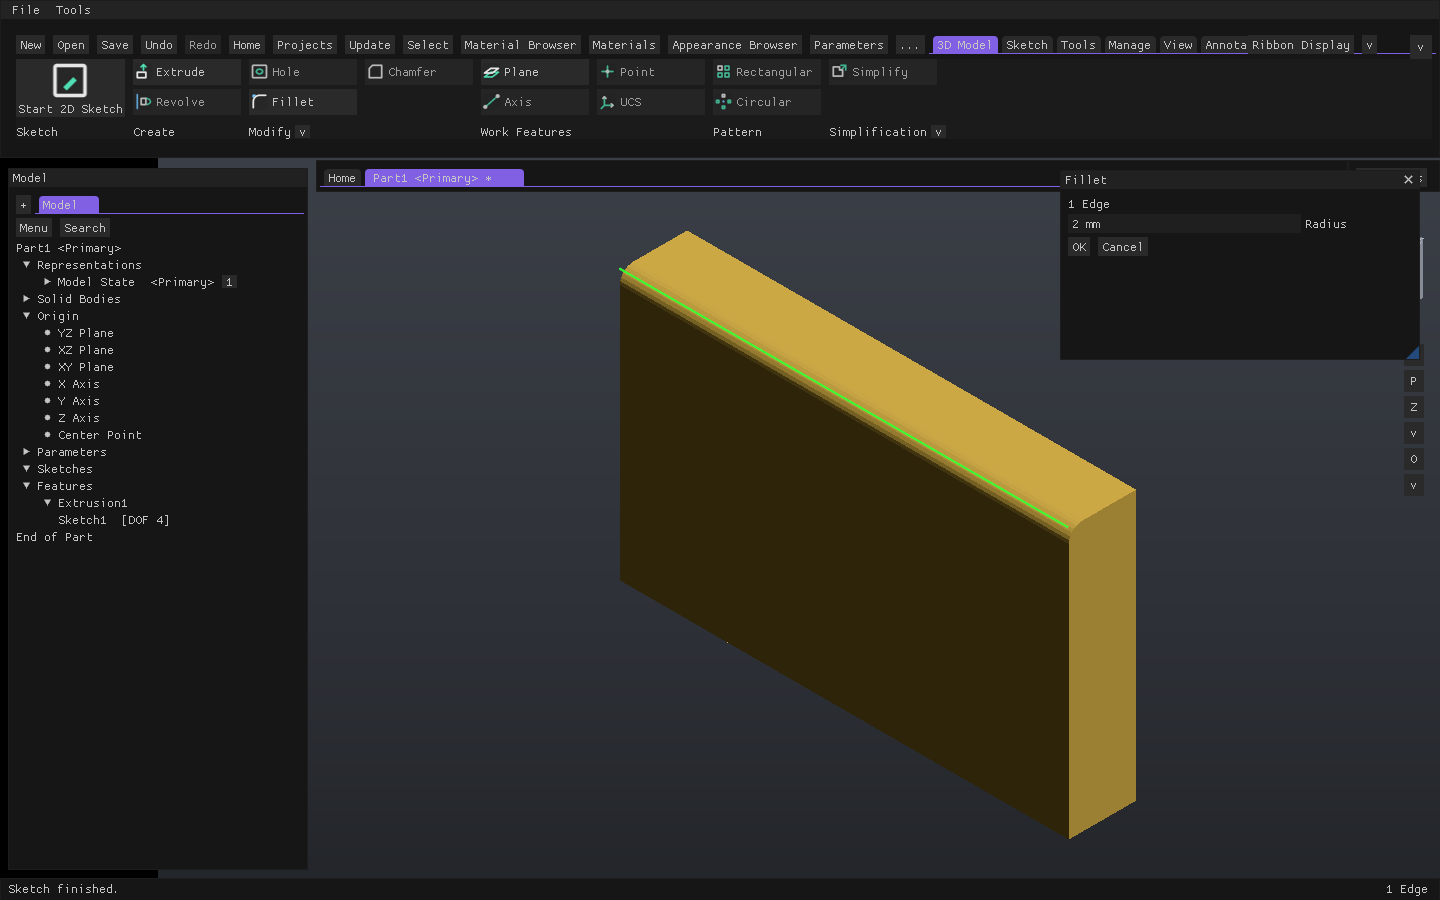 File Tools
New Open Save Undo Redo Home Projects Update Select Material Browser Materials Appearance Browser Parameters ... 3D Model Sketch Tools Manage View Annota Ribbon Display v v
Extrude Hole Chamfer Plane Point Rectangular Simplify
Start 2D Sketch Revolve Fillet Axis UCS Circular
Sketch Create Modify v Work Features Pattern Simplification v
Model
+ Model
Menu Search
Part1 <Primary>
Representations
Model State <Primary> 1
Solid Bodies
Origin
YZ Plane
XZ Plane
XY Plane
X Axis
Y Axis
Z Axis
Center Point
Parameters
Sketches
Features
Extrusion1
Sketch1 [DOF 4]
End of Part
Home Part1 <Primary> *
Fillet
1 Edge
2 mm Radius
OK Cancel
P
Z
v
O
v
Sketch finished.
1 Edge